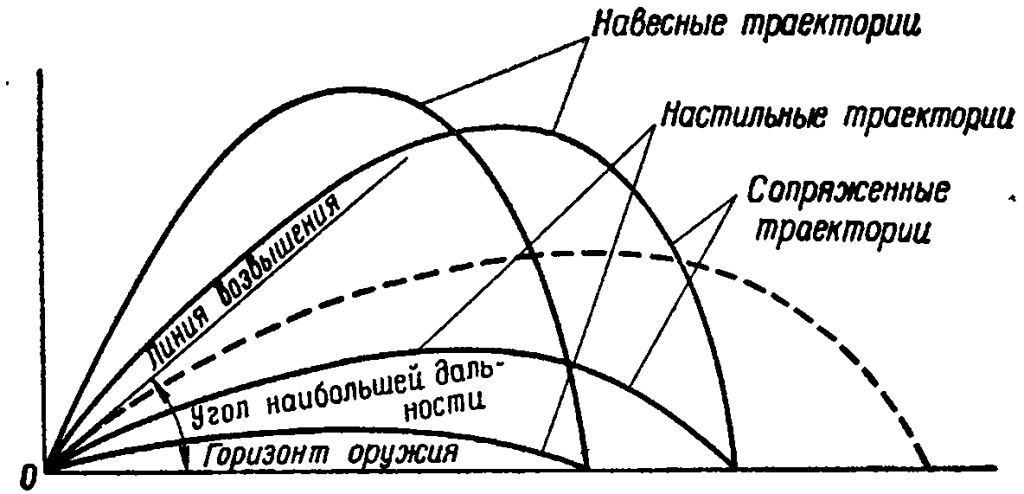 Навесные траектории
Настильные траектории
Сопряженные
траектории
Линия возвышения
Угол наибольшей даль-
ности
Горизонт оружия
0